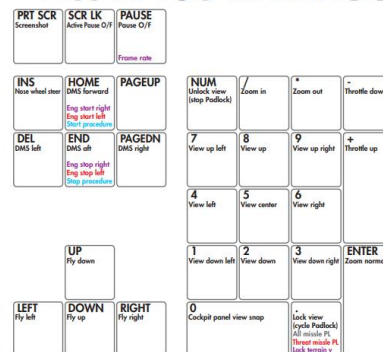 PRT SCR
Screenshot
SCR LK
Active Pause O/F
PAUSE
Pause O/F
Frame rate
INS
Nose wheel steer
HOME
DMS forward
Eng start right
Eng start left
Start procedure
PAGEUP
NUM
Unlock view
(stop Padlock)
/
Zoom in
*
Zoom out
-
Throttle dow
DEL
DMS left
END
DMS aft
Eng stop right
Eng stop left
Stop procedure
PAGEDN
DMS right
7
View up left
8
View up
9
View up right
+
Throttle up
4
View left
5
View center
6
View right
UP
Fly down
1
View down left
2
View down
3
View down right
ENTER
Zoom norma
LEFT
Fly left
DOWN
Fly up
RIGHT
Fly right
0
Cockpit panel view snap
.
Lock view
(cycle Padlock)
All missle PL
Threat missle PL
Lock terrain v